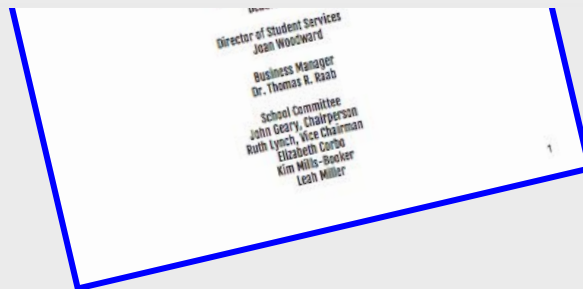 Director of Student Services
Joan Woodward
Business Manager
Dr. Thomas R. Raab
School Committee
John Geary, Chairperson
Ruth Lynch, Vice Chairman
Elizabeth Corbo
Kim Mills-Booker
Leah Miller
1